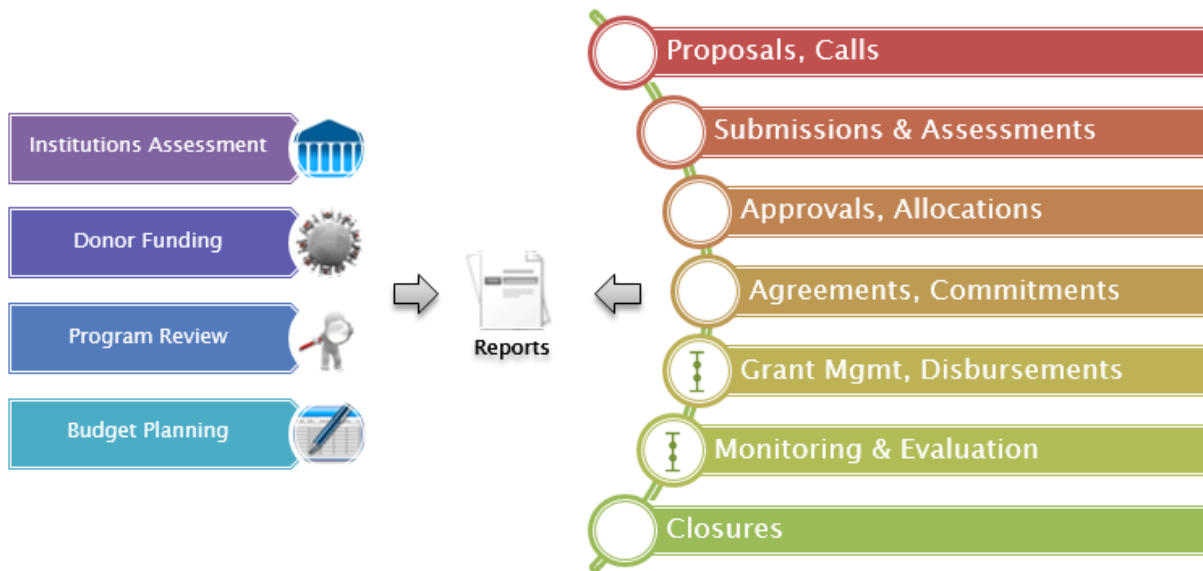 Institutions Assessment
Donor Funding
Program Review
Budget Planning
Reports
Proposals, Calls
Submissions & Assessments
Approvals, Allocations
Agreements, Commitments
Grant Mgmt, Disbursements
Monitoring & Evaluation
Closures